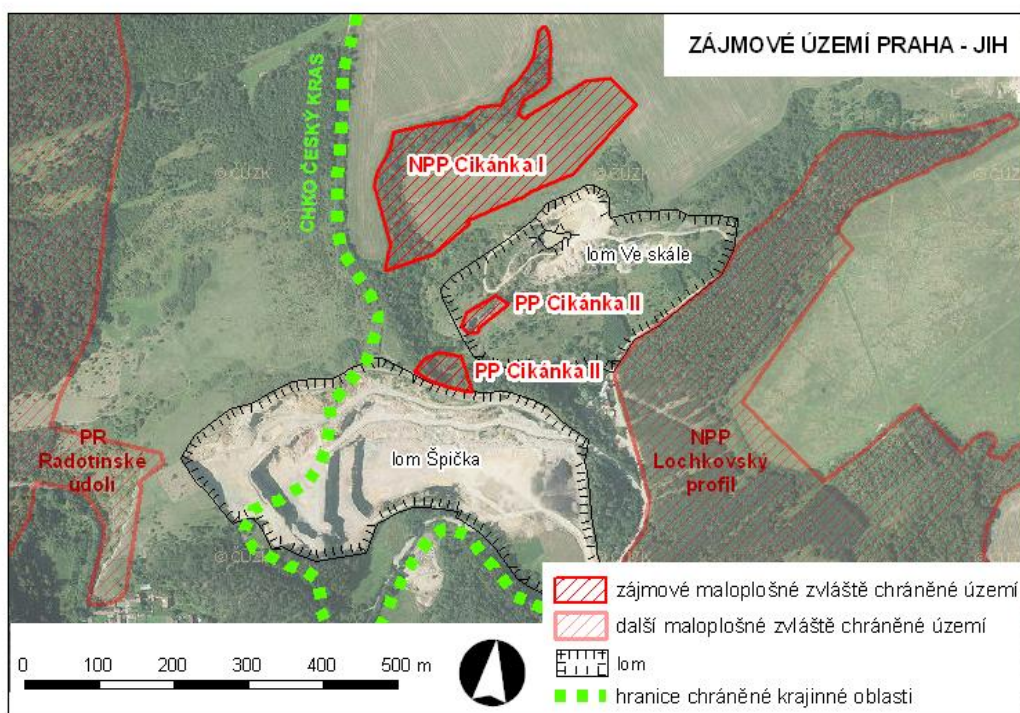 ZÁJMOVÉ ÚZEMÍ PRAHA - JIH
CHKO ČESKÝ KRAS
NPP Cikánka I
© ČÚZK
© ČÚZK
lom Ve skále
PP Cikánka II
PP Cikánka II
PR
Radotínské
údolí
lom Špička
NPP
Lochkovský
profil
© ČÚZK
© ČÚZK
zájmové maloplošné zvláště chráněné území
další maloplošné zvláště chráněné území
lom
hranice chráněné krajinné oblasti
0 100 200 300 400 500 m